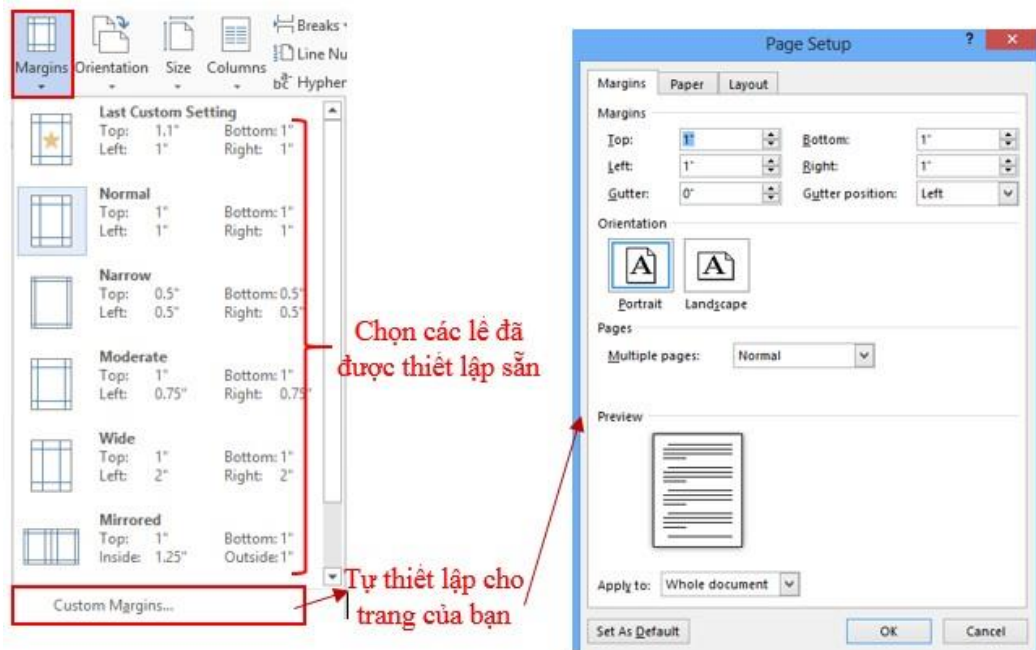 Breaks
Line Nu
Margins Orientation Size Columns
bc Hypher
Last Custom Setting
Top: 1.1" Bottom: 1"
Left: 1" Right: 1"
Normal
Top: 1" Bottom: 1"
Left: 1" Right: 1"
Narrow
Top: 0.5" Bottom: 0.5"
Left: 0.5" Right: 0.5"
Moderate
Top: 1" Bottom: 1"
Left: 0.75" Right: 0.75"
Wide
Top: 1" Bottom: 1"
Left: 2" Right: 2"
Mirrored
Top: 1" Bottom: 1"
Inside: 1.25" Outside: 1"
Custom Margins...
Chọn các lề đã
được thiết lập sẵn
Tự thiết lập cho
trang của bạn
Page Setup ? ×
Margins Paper Layout
Margins
Top: 1" Bottom: 1"
Left: 1" Right: 1"
Gutter: 0" Gutter position: Left
Orientation
A A
Portrait Landscape
Pages
Multiple pages: Normal
Preview
Apply to: Whole document
Set As Default OK Cancel